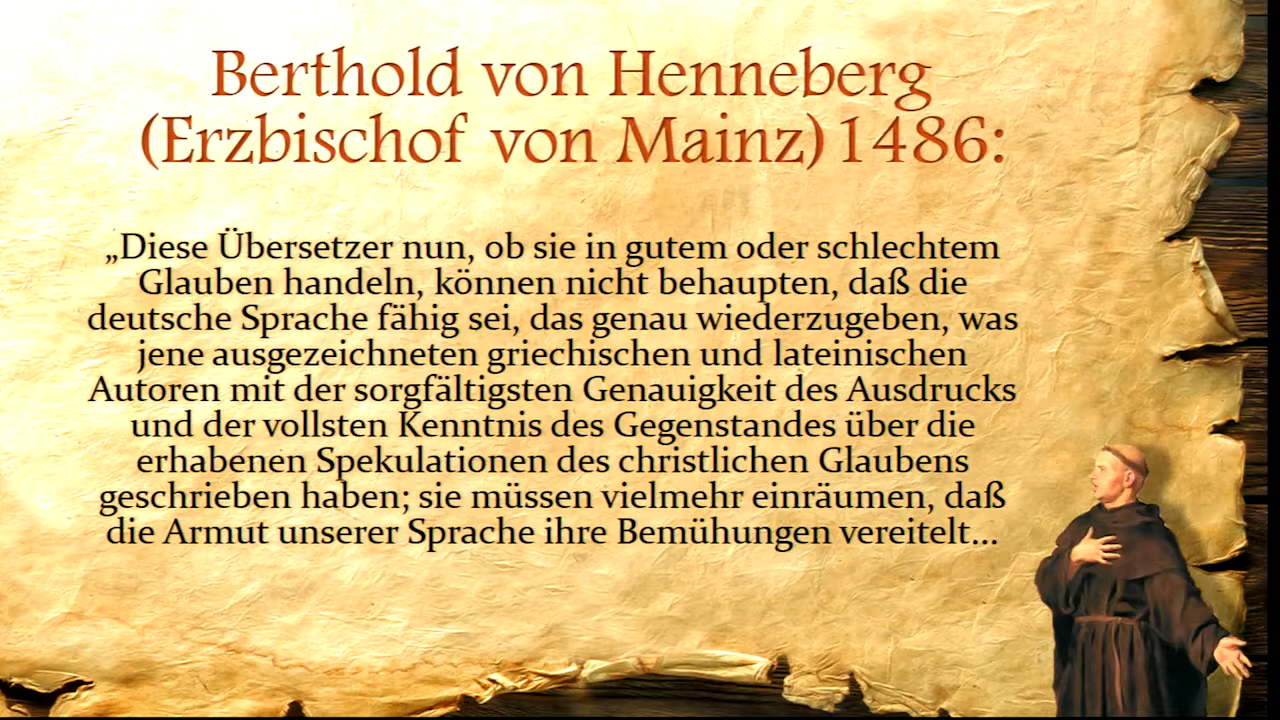 Berthold von Henneberg
(Erzbischof von Mainz) 1486:
„Diese Übersetzer nun, ob sie in gutem oder schlechtem
Glauben handeln, können nicht behaupten, daß die
deutsche Sprache fähig sei, das genau wiederzugeben, was
jene ausgezeichneten griechischen und lateinischen
Autoren mit der sorgfältigsten Genauigkeit des Ausdrucks
und der vollsten Kenntnis des Gegenstandes über die
erhabenen Spekulationen des christlichen Glaubens
geschrieben haben; sie müssen vielmehr einräumen, daß
die Armut unserer Sprache ihre Bemühungen vereitelt...